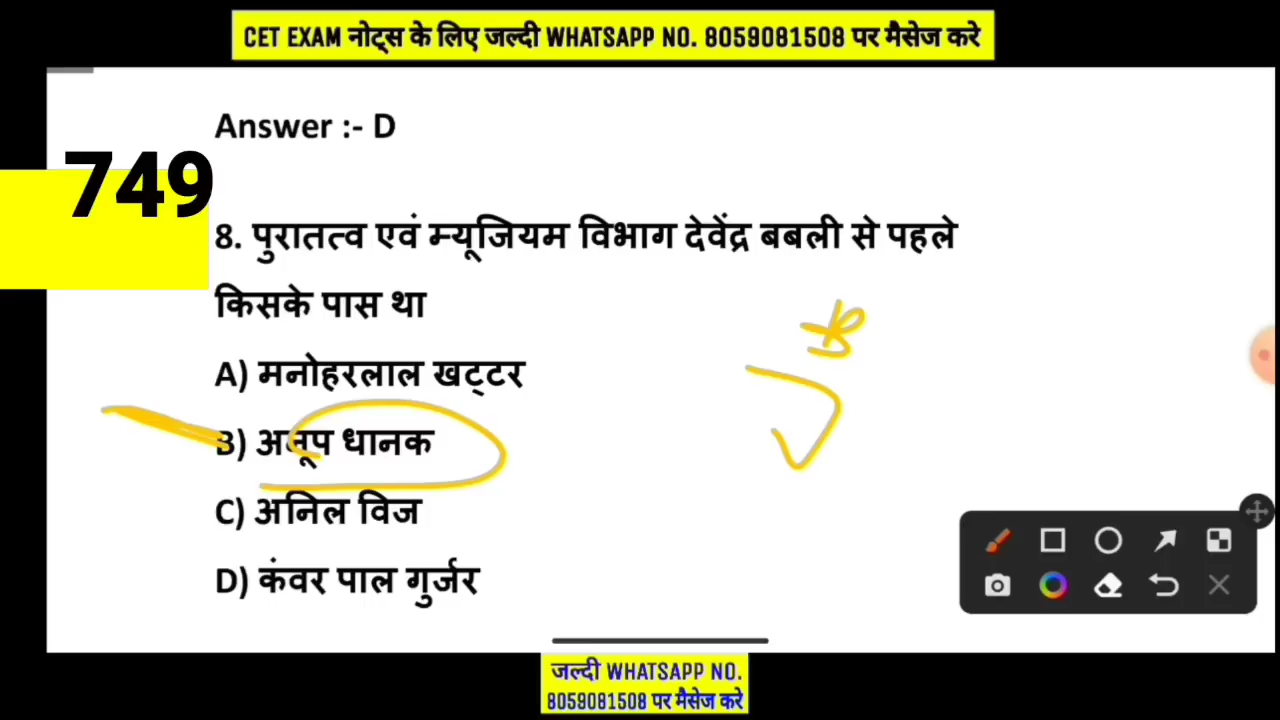 CET EXAM नोट्स के लिए जल्दी WHATSAPP NO. 8059081508 पर मैसेज करे
Answer :- D
749
8. पुरातत्व एवं म्यूजियम विभाग देवेंद्र बबली से पहले
किसके पास था
A) मनोहरलाल खट्टर
B) अनूप धानक
C) अनिल विज
D) कंवर पाल गुर्जर
जल्दी WHATSAPP NO.
8059081508 पर मैसेज करे